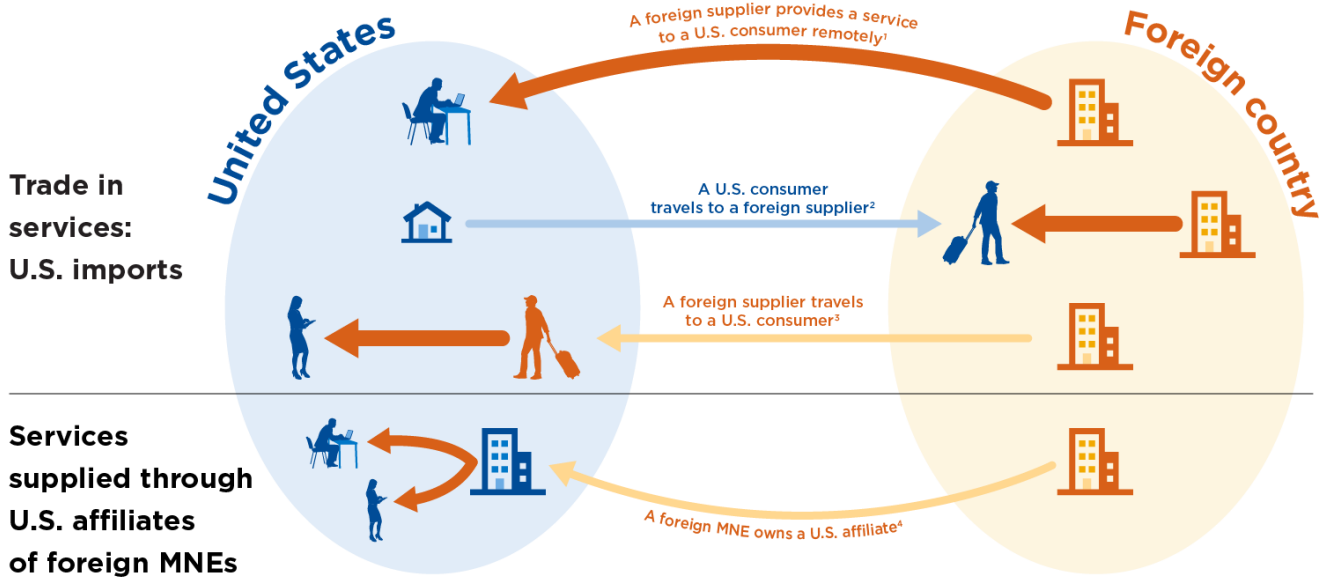 United States
Foreign country
A foreign supplier provides a service
to a U.S. consumer remotely¹
Trade in
services:
U.S. imports
A U.S. consumer
travels to a foreign supplier²
A foreign supplier travels
to a U.S. consumer³
Services
supplied through
U.S. affiliates
of foreign MNEs
A foreign MNE owns a U.S. affiliate⁴